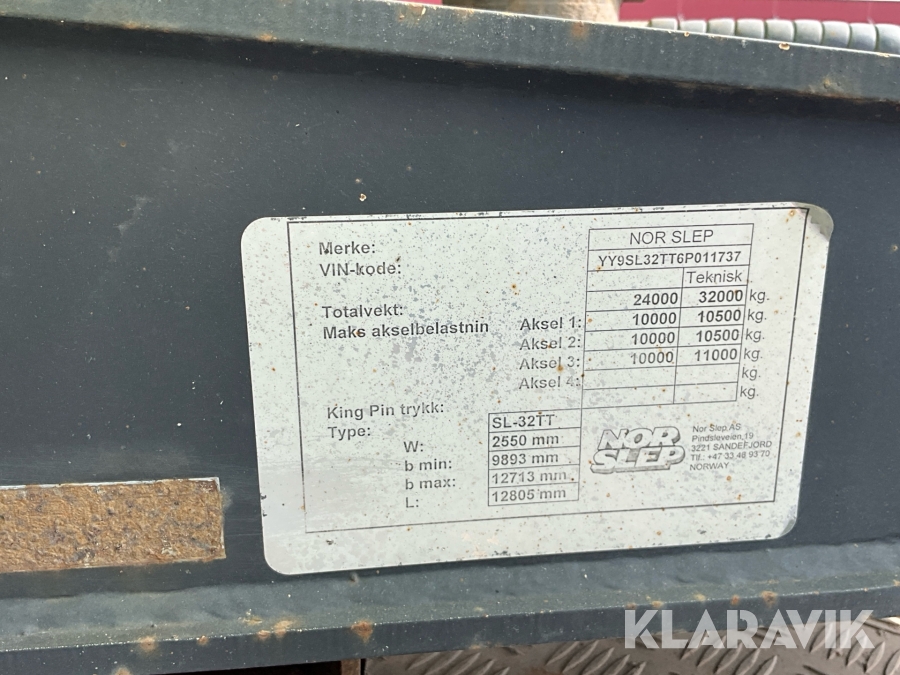 Merke: NOR SLEP
VIN-kode: YY9SL32TT6P011737
Teknisk
Totalvekt: 24000 32000 kg.
Maks akselbelastnin Aksel 1: 10000 10500 kg.
Aksel 2: 10000 10500 kg.
Aksel 3: 10000 11000 kg.
Aksel 4: kg.
King Pin trykk: kg.
Type: SL-32TT
W: 2550 mm
b min: 9893 mm
b max: 12713 mm
L: 12805 mm
NOR SLEP
Nor Slep AS
Pindsleveien 19
3221 SANDEFJORD
Tlf.: +47 33 48 93 70
NORWAY
KLARAVIK